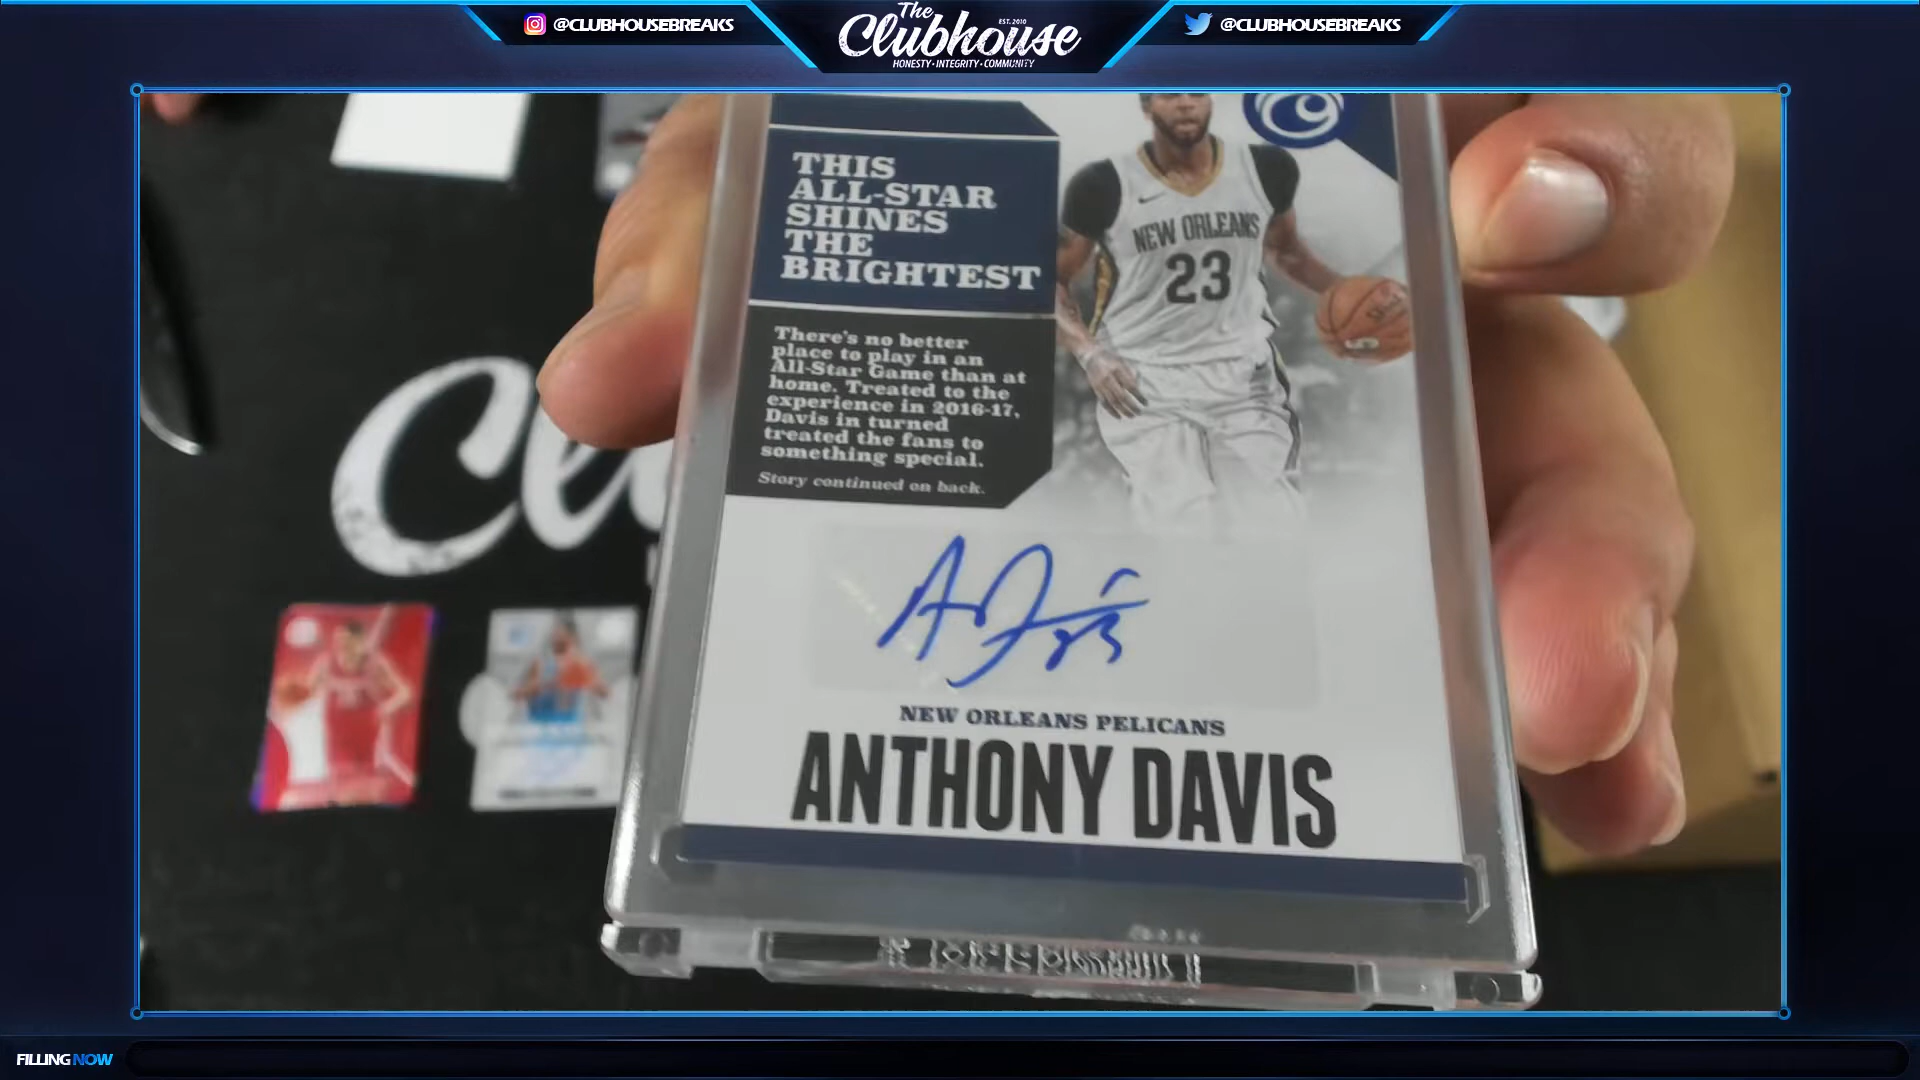 @CLUBHOUSEBREAKS
The
Clubhouse
EST. 2010
HONESTY • INTEGRITY • COMMUNITY
@CLUBHOUSEBREAKS
THIS
ALL-STAR
SHINES
THE
BRIGHTEST
There's no better
place to play in an
All-Star Game than at
home. Treated to the
experience in 2016-17,
Davis in turned
treated the fans to
something special.
Story continued on back.
NEW ORLEANS
23
NEW ORLEANS PELICANS
ANTHONY DAVIS
FILLING NOW